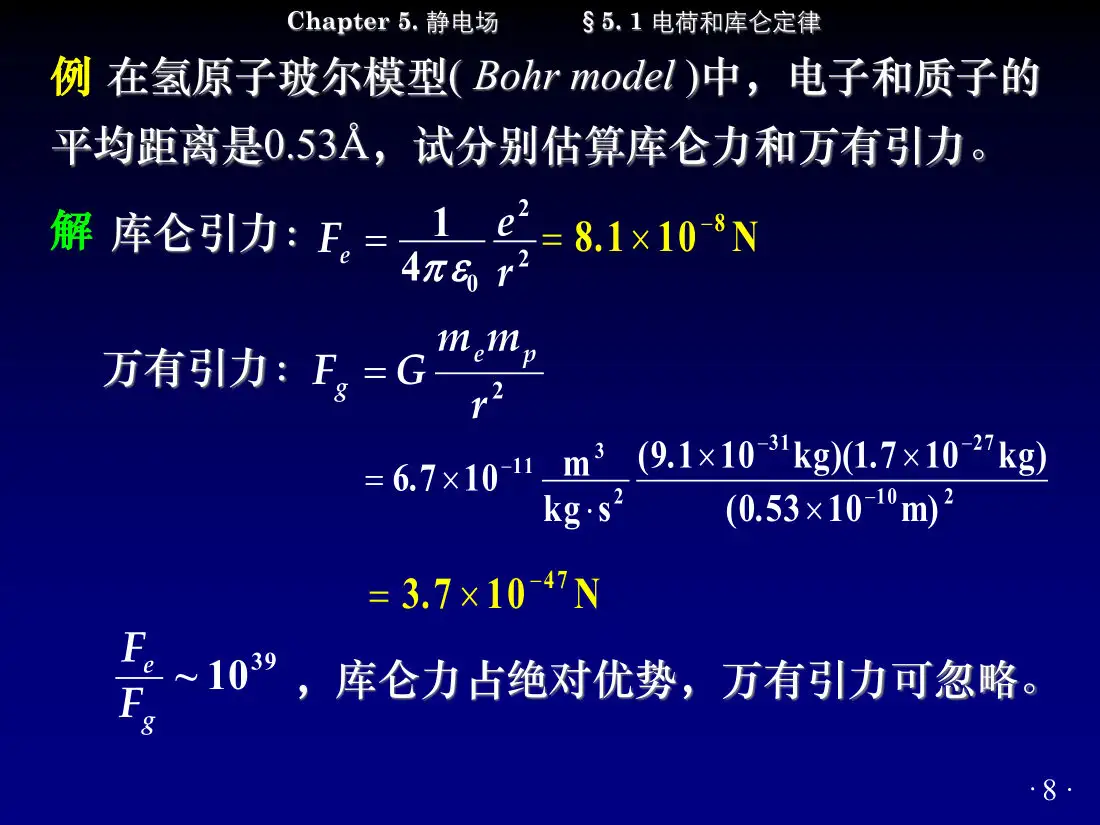 Chapter 5. 静电场 §5. 1 电荷和库仑定律
例 在氢原子玻尔模型( Bohr model )中，电子和质子的
平均距离是0.53Å，试分别估算库仑力和万有引力。
解 库仑引力：F_e = \frac{1}{4πε_0} \frac{e^2}{r^2} = 8.1×10^{-8} N
万有引力：F_g = G \frac{m_e m_p}{r^2}
= 6.7×10^{-11} \frac{m^3}{kg·s^2} \frac{(9.1×10^{-31} kg)(1.7×10^{-27} kg)}{(0.53×10^{-10} m)^2}
= 3.7×10^{-47} N
\frac{F_e}{F_g} ~ 10^{39} ，库仑力占绝对优势，万有引力可忽略。
·8·